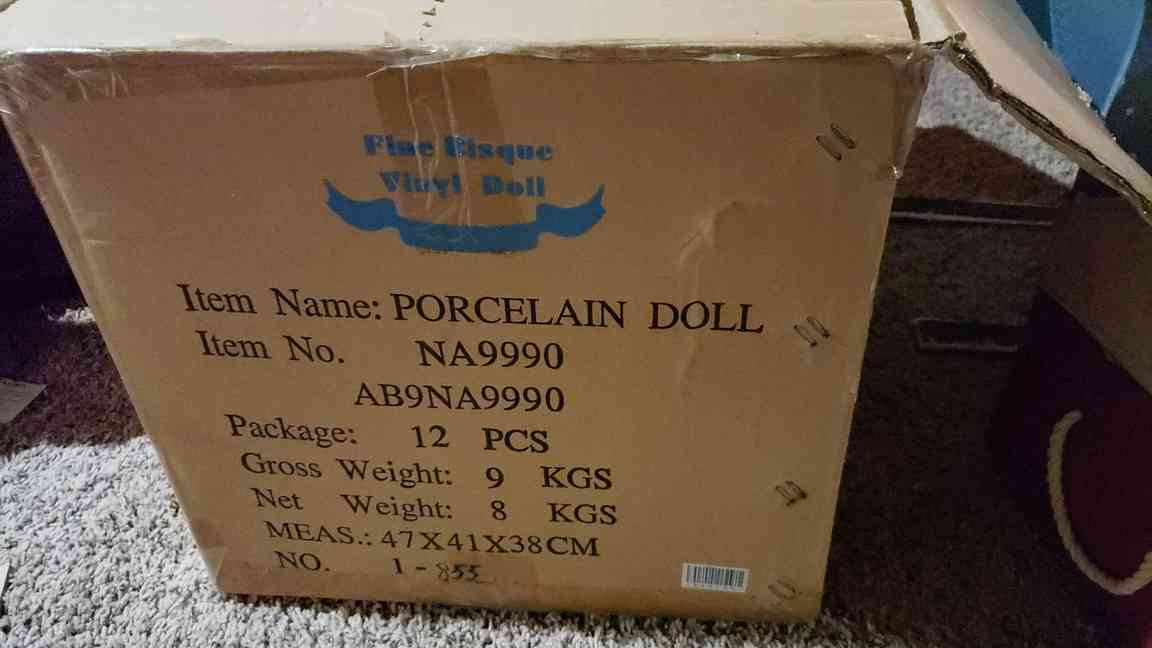 Fine Bisque
Vinyl Doll
Item Name: PORCELAIN DOLL
Item No. NA9990
AB9NA9990
Package: 12 PCS
Gross Weight: 9 KGS
Net Weight: 8 KGS
MEAS.: 47X41X38CM
NO. 1-855